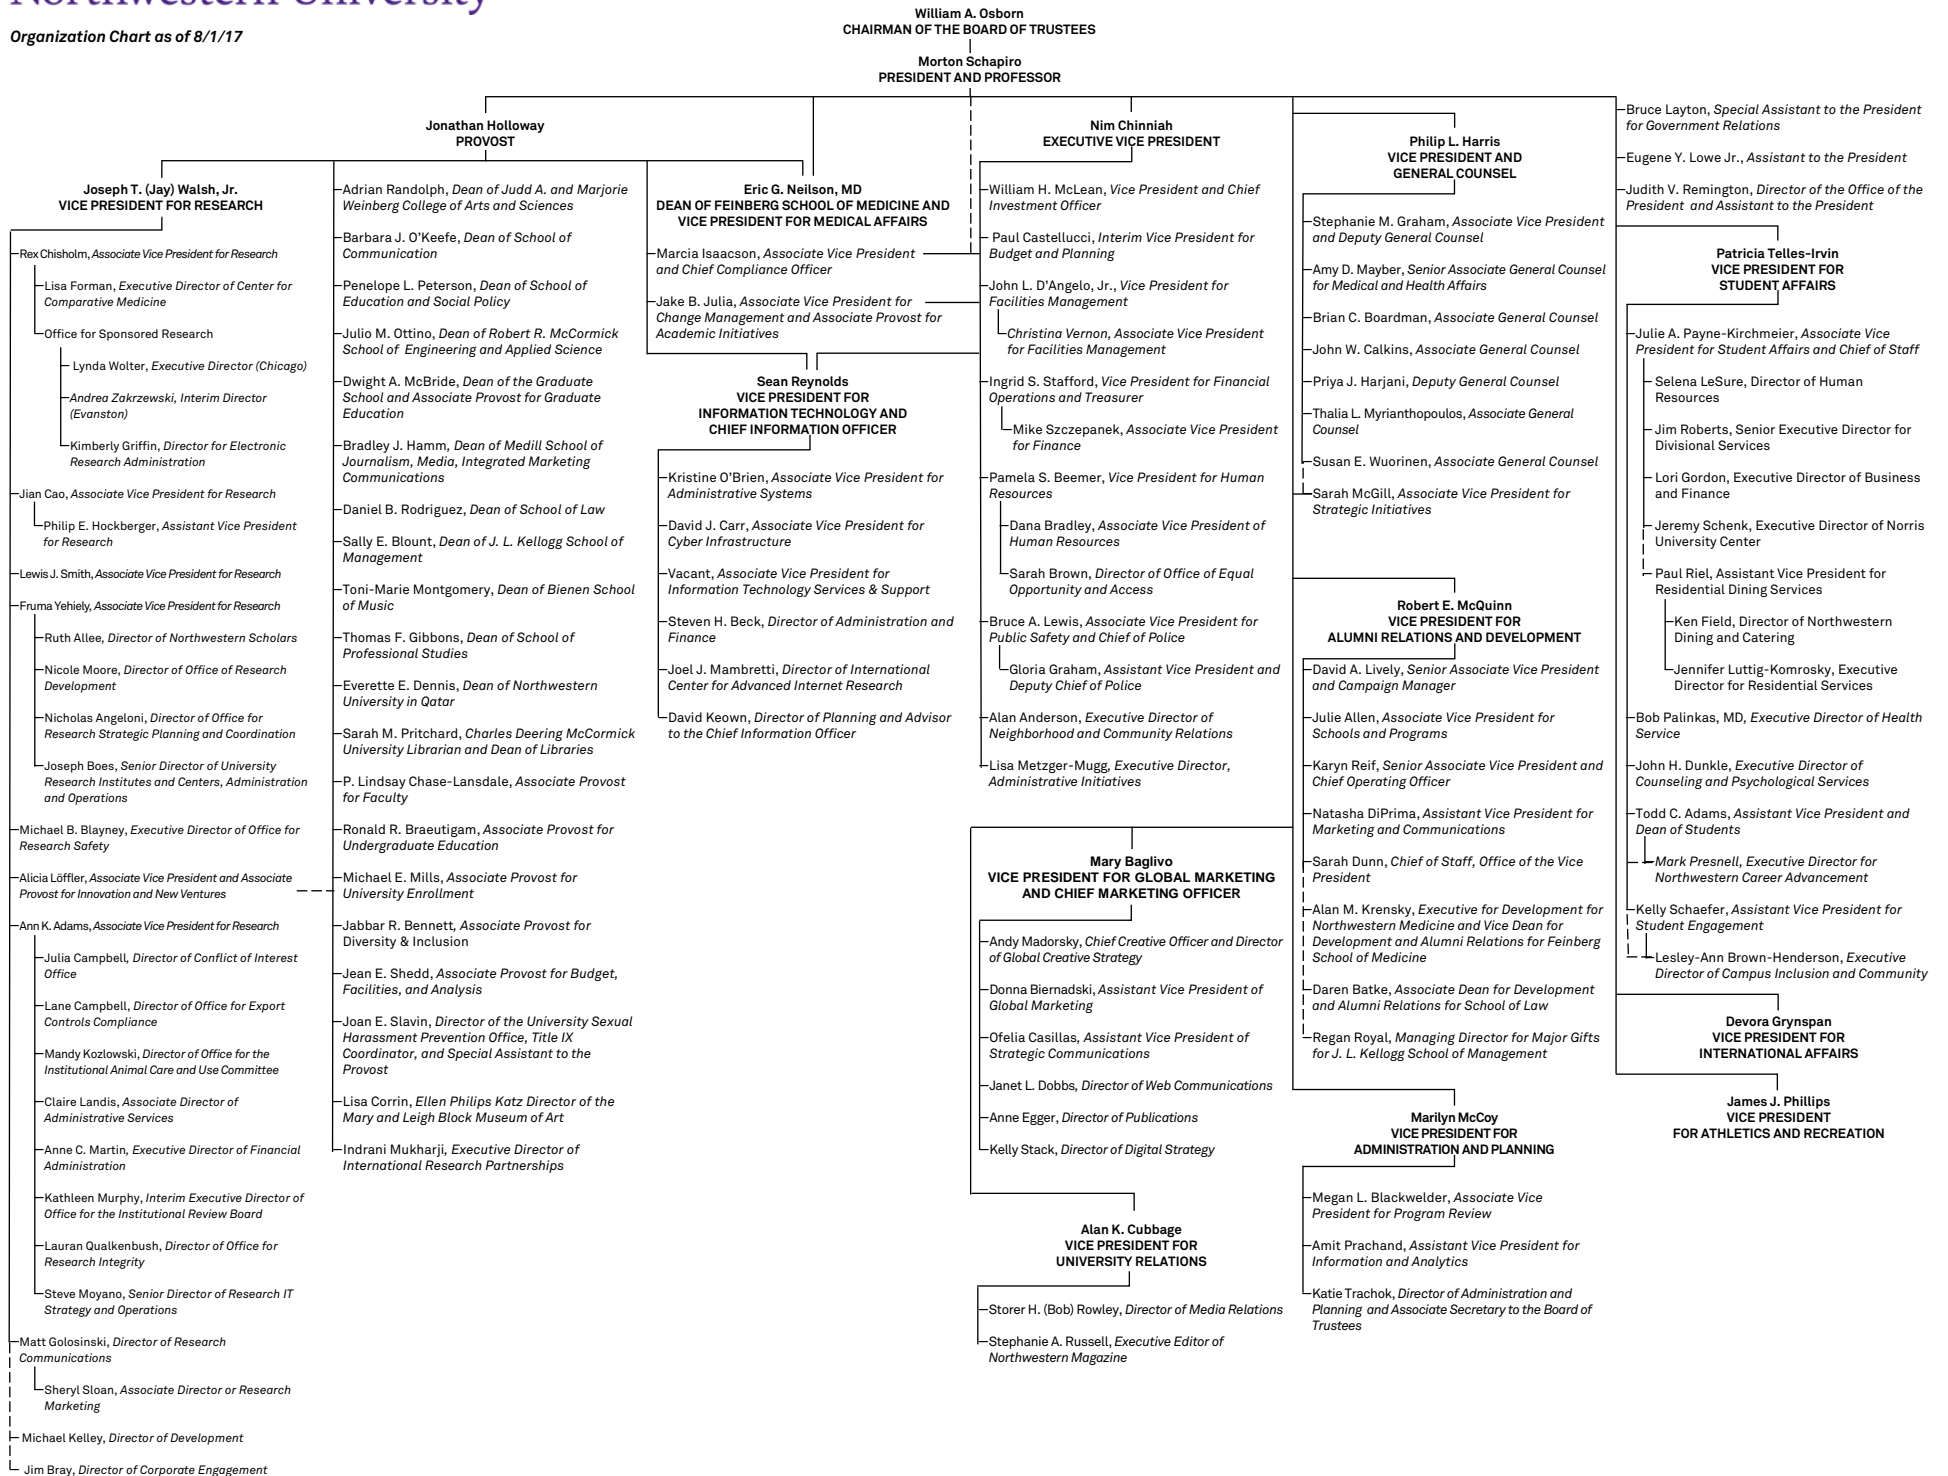 Northwestern University
Organization Chart as of 8/1/17
William A. Osborn
CHAIRMAN OF THE BOARD OF TRUSTEES
Morton Schapiro
PRESIDENT AND PROFESSOR
Jonathan Holloway
PROVOST
Joseph T. (Jay) Walsh, Jr.
VICE PRESIDENT FOR RESEARCH
Rex Chisholm, Associate Vice President for Research
Lisa Forman, Executive Director of Center for
Comparative Medicine
Office for Sponsored Research
Lynda Wolter, Executive Director (Chicago)
Andrea Zakrzewski, Interim Director
(Evanston)
Kimberly Griffin, Director for Electronic
Research Administration
Jian Cao, Associate Vice President for Research
Philip E. Hockberger, Assistant Vice President
for Research
Lewis J. Smith, Associate Vice President for Research
Fruma Yehiely, Associate Vice President for Research
Ruth Allee, Director of Northwestern Scholars
Nicole Moore, Director of Office of Research
Development
Nicholas Angeloni, Director of Office for
Research Strategic Planning and Coordination
Joseph Boes, Senior Director of University
Research Institutes and Centers, Administration
and Operations
Michael B. Blayney, Executive Director of Office for
Research Safety
Alicia Löffler, Associate Vice President and Associate
Provost for Innovation and New Ventures
Ann K. Adams, Associate Vice President for Research
Julia Campbell, Director of Conflict of Interest
Office
Lane Campbell, Director of Office for Export
Controls Compliance
Mandy Kozlowski, Director of Office for the
Institutional Animal Care and Use Committee
Claire Landis, Associate Director of
Administrative Services
Anne C. Martin, Executive Director of Financial
Administration
Kathleen Murphy, Interim Executive Director of
Office for the Institutional Review Board
Lauran Qualkenbush, Director of Office for
Research Integrity
Steve Moyano, Senior Director of Research IT
Strategy and Operations
Matt Golosinski, Director of Research
Communications
Sheryl Sloan, Associate Director or Research
Marketing
Michael Kelley, Director of Development
Jim Bray, Director of Corporate Engagement
Adrian Randolph, Dean of Judd A. and Marjorie
Weinberg College of Arts and Sciences
Barbara J. O'Keefe, Dean of School of
Communication
Penelope L. Peterson, Dean of School of
Education and Social Policy
Julio M. Ottino, Dean of Robert R. McCormick
School of Engineering and Applied Science
Dwight A. McBride, Dean of the Graduate
School and Associate Provost for Graduate
Education
Bradley J. Hamm, Dean of Medill School of
Journalism, Media, Integrated Marketing
Communications
Daniel B. Rodriguez, Dean of School of Law
Sally E. Blount, Dean of J. L. Kellogg School of
Management
Toni-Marie Montgomery, Dean of Bienen School
of Music
Thomas F. Gibbons, Dean of School of
Professional Studies
Everette E. Dennis, Dean of Northwestern
University in Qatar
Sarah M. Pritchard, Charles Deering McCormick
University Librarian and Dean of Libraries
P. Lindsay Chase-Lansdale, Associate Provost
for Faculty
Ronald R. Braeutigam, Associate Provost for
Undergraduate Education
Michael E. Mills, Associate Provost for
University Enrollment
Jabbar R. Bennett, Associate Provost for
Diversity & Inclusion
Jean E. Shedd, Associate Provost for Budget,
Facilities, and Analysis
Joan E. Slavin, Director of the University Sexual
Harassment Prevention Office, Title IX
Coordinator, and Special Assistant to the
Provost
Lisa Corrin, Ellen Philips Katz Director of the
Mary and Leigh Block Museum of Art
Indrani Mukharji, Executive Director of
International Research Partnerships
Eric G. Neilson, MD
DEAN OF FEINBERG SCHOOL OF MEDICINE AND
VICE PRESIDENT FOR MEDICAL AFFAIRS
Marcia Isaacson, Associate Vice President
and Chief Compliance Officer
Jake B. Julia, Associate Vice President for
Change Management and Associate Provost for
Academic Initiatives
Sean Reynolds
VICE PRESIDENT FOR
INFORMATION TECHNOLOGY AND
CHIEF INFORMATION OFFICER
Kristine O'Brien, Associate Vice President for
Administrative Systems
David J. Carr, Associate Vice President for
Cyber Infrastructure
Vacant, Associate Vice President for
Information Technology Services & Support
Steven H. Beck, Director of Administration and
Finance
Joel J. Mambretti, Director of International
Center for Advanced Internet Research
David Keown, Director of Planning and Advisor
to the Chief Information Officer
Nim Chinniah
EXECUTIVE VICE PRESIDENT
William H. McLean, Vice President and Chief
Investment Officer
Paul Castellucci, Interim Vice President for
Budget and Planning
John L. D'Angelo, Jr., Vice President for
Facilities Management
Christina Vernon, Associate Vice President
for Facilities Management
Ingrid S. Stafford, Vice President for Financial
Operations and Treasurer
Mike Szczepanek, Associate Vice President
for Finance
Pamela S. Beemer, Vice President for Human
Resources
Dana Bradley, Associate Vice President of
Human Resources
Sarah Brown, Director of Office of Equal
Opportunity and Access
Bruce A. Lewis, Associate Vice President for
Public Safety and Chief of Police
Gloria Graham, Assistant Vice President and
Deputy Chief of Police
Alan Anderson, Executive Director of
Neighborhood and Community Relations
Lisa Metzger-Mugg, Executive Director,
Administrative Initiatives
Mary Baglivo
VICE PRESIDENT FOR GLOBAL MARKETING
AND CHIEF MARKETING OFFICER
Andy Madorsky, Chief Creative Officer and Director
of Global Creative Strategy
Donna Biernadski, Assistant Vice President of
Global Marketing
Ofelia Casillas, Assistant Vice President of
Strategic Communications
Janet L. Dobbs, Director of Web Communications
Anne Egger, Director of Publications
Kelly Stack, Director of Digital Strategy
Alan K. Cubbage
VICE PRESIDENT FOR
UNIVERSITY RELATIONS
Storer H. (Bob) Rowley, Director of Media Relations
Stephanie A. Russell, Executive Editor of
Northwestern Magazine
Philip L. Harris
VICE PRESIDENT AND
GENERAL COUNSEL
Stephanie M. Graham, Associate Vice President
and Deputy General Counsel
Amy D. Mayber, Senior Associate General Counsel
for Medical and Health Affairs
Brian C. Boardman, Associate General Counsel
John W. Calkins, Associate General Counsel
Priya J. Harjani, Deputy General Counsel
Thalia L. Myrianthopoulos, Associate General
Counsel
Susan E. Wuorinen, Associate General Counsel
Sarah McGill, Associate Vice President for
Strategic Initiatives
Robert E. McQuinn
VICE PRESIDENT FOR
ALUMNI RELATIONS AND DEVELOPMENT
David A. Lively, Senior Associate Vice President
and Campaign Manager
Julie Allen, Associate Vice President for
Schools and Programs
Karyn Reif, Senior Associate Vice President and
Chief Operating Officer
Natasha DiPrima, Assistant Vice President for
Marketing and Communications
Sarah Dunn, Chief of Staff, Office of the Vice
President
Alan M. Krensky, Executive for Development for
Northwestern Medicine and Vice Dean for
Development and Alumni Relations for Feinberg
School of Medicine
Daren Batke, Associate Dean for Development
and Alumni Relations for School of Law
Regan Royal, Managing Director for Major Gifts
for J. L. Kellogg School of Management
Marilyn McCoy
VICE PRESIDENT FOR
ADMINISTRATION AND PLANNING
Megan L. Blackwelder, Associate Vice
President for Program Review
Amit Prachand, Assistant Vice President for
Information and Analytics
Katie Trachok, Director of Administration and
Planning and Associate Secretary to the Board of
Trustees
Bruce Layton, Special Assistant to the President
for Government Relations
Eugene Y. Lowe Jr., Assistant to the President
Judith V. Remington, Director of the Office of the
President and Assistant to the President
Patricia Telles-Irvin
VICE PRESIDENT FOR
STUDENT AFFAIRS
Julie A. Payne-Kirchmeier, Associate Vice
President for Student Affairs and Chief of Staff
Selena LeSure, Director of Human
Resources
Jim Roberts, Senior Executive Director for
Divisional Services
Lori Gordon, Executive Director of Business
and Finance
Jeremy Schenk, Executive Director of Norris
University Center
Paul Riel, Assistant Vice President for
Residential Dining Services
Ken Field, Director of Northwestern
Dining and Catering
Jennifer Luttig-Komrosky, Executive
Director for Residential Services
Bob Palinkas, MD, Executive Director of Health
Service
John H. Dunkle, Executive Director of
Counseling and Psychological Services
Todd C. Adams, Assistant Vice President and
Dean of Students
Mark Presnell, Executive Director for
Northwestern Career Advancement
Kelly Schaefer, Assistant Vice President for
Student Engagement
Lesley-Ann Brown-Henderson, Executive
Director of Campus Inclusion and Community
Devora Grynspan
VICE PRESIDENT FOR
INTERNATIONAL AFFAIRS
James J. Phillips
VICE PRESIDENT
FOR ATHLETICS AND RECREATION